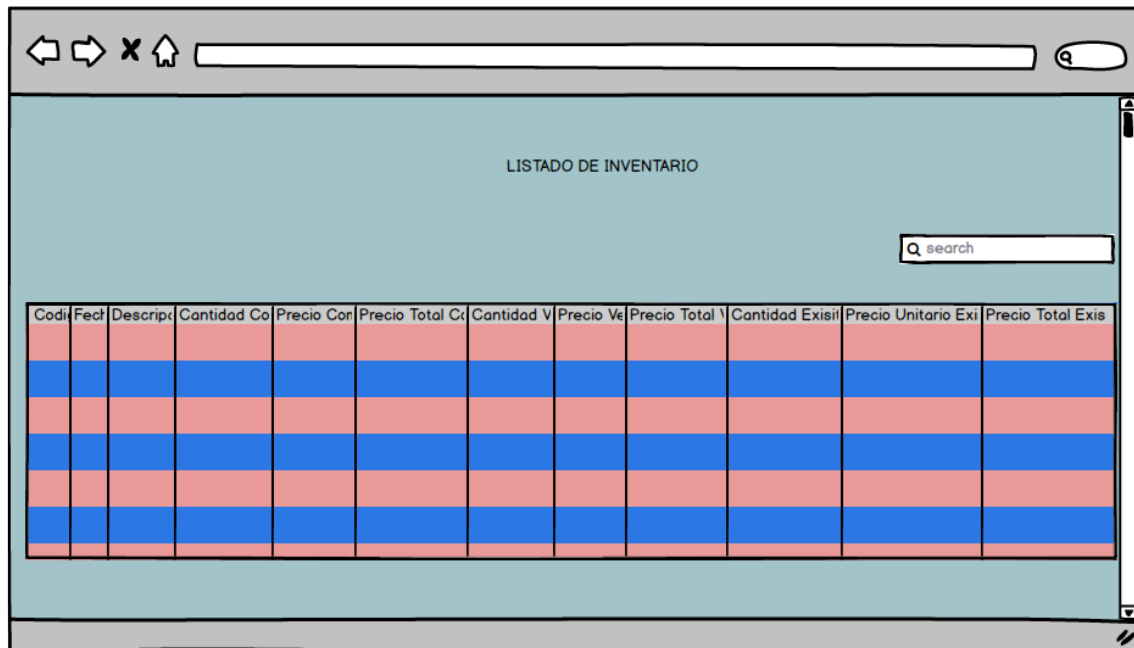 LISTADO DE INVENTARIO
search
Codi Fech Descripc Cantidad Co Precio Com Precio Total Co Cantidad V Precio Ve Precio Total V Cantidad Exisit Precio Unitario Exi Precio Total Exis